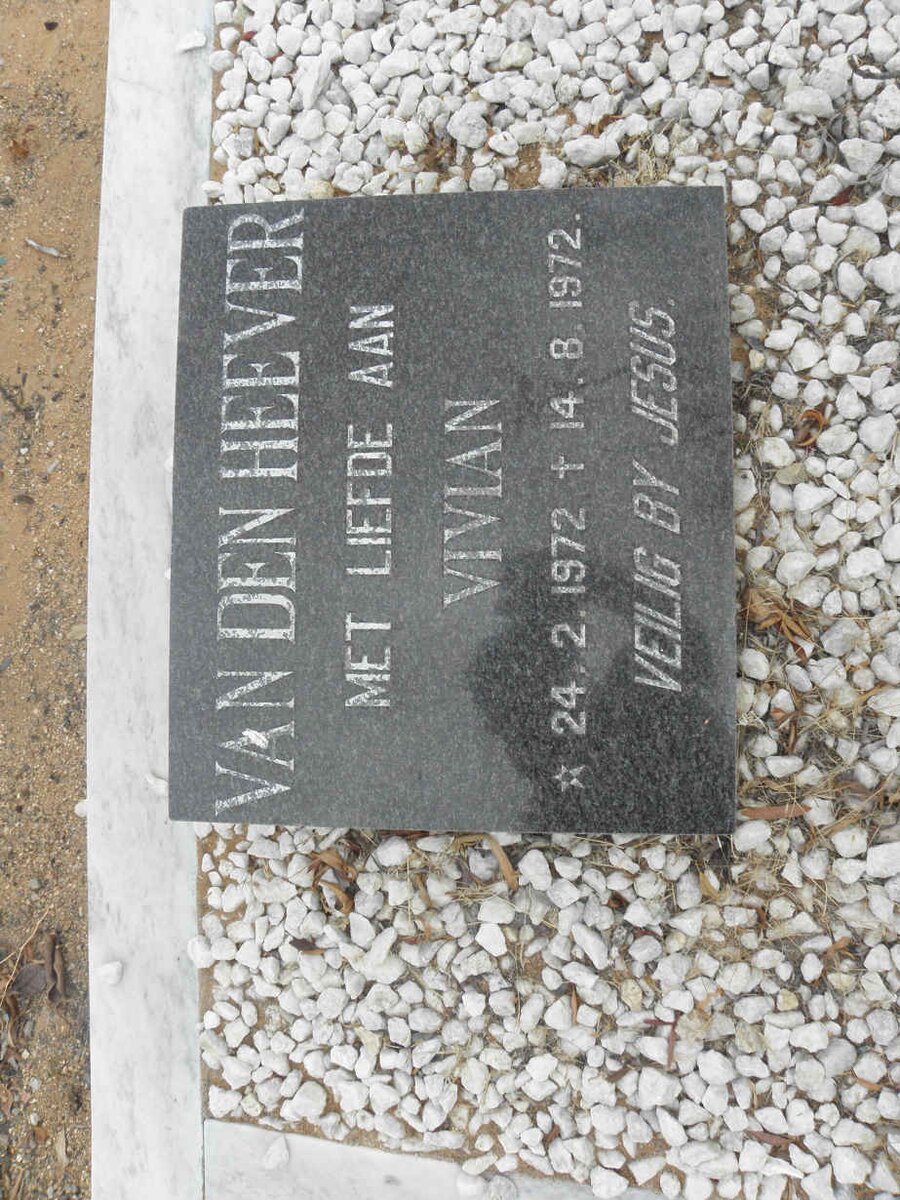 VAN DEN HEEVER
MET LIEFDE AAN
VIVIAN
☆ 24.2.1972 ✝ 14.8.1972.
VEILIG BY JESUS.